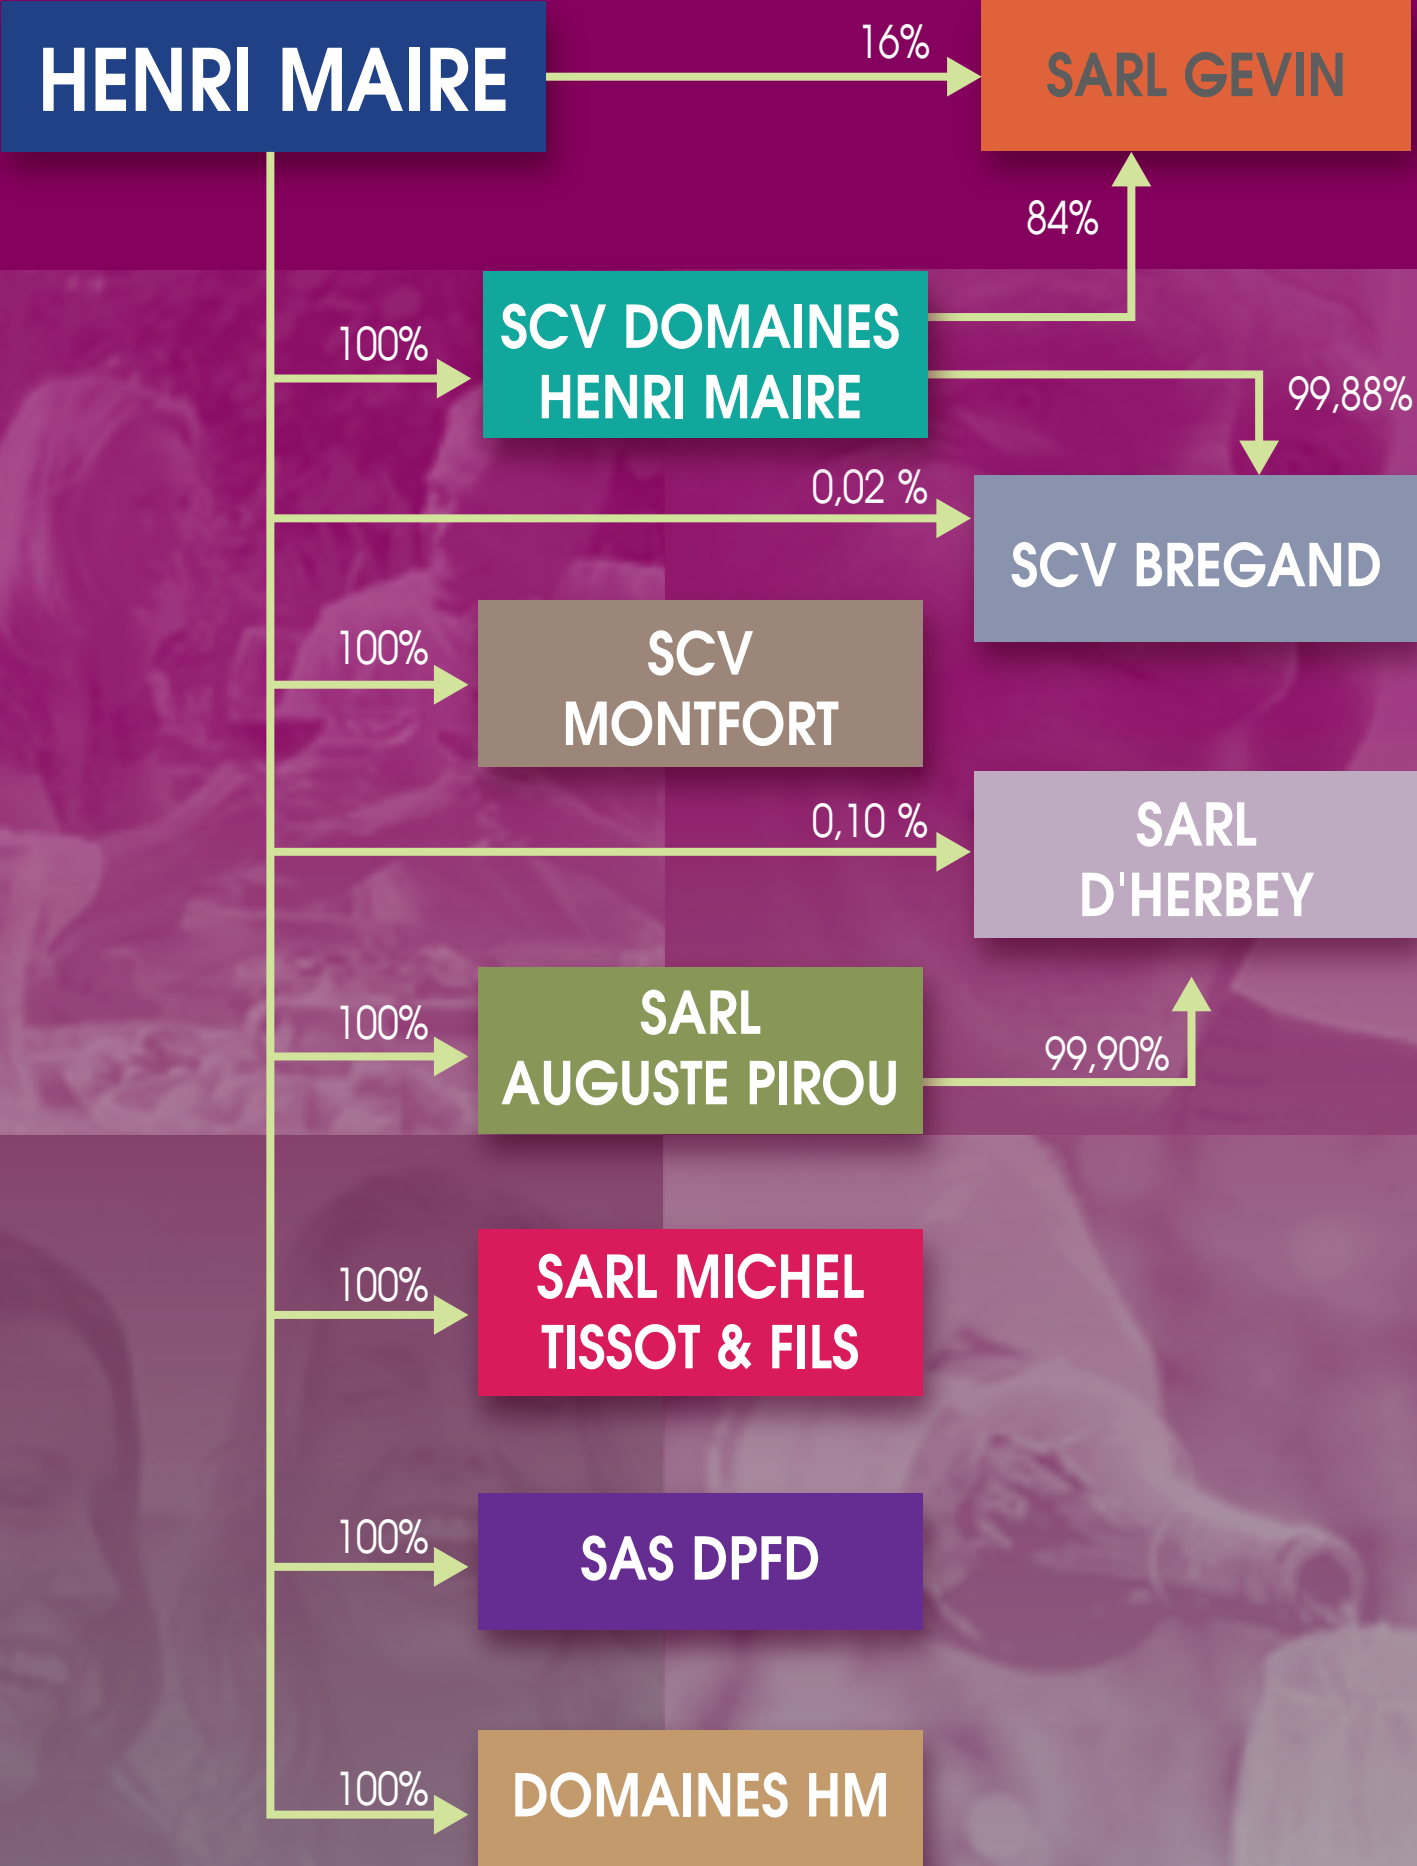 HENRI MAIRE
16%
SARL GEVIN
84%
100%
SCV DOMAINES
HENRI MAIRE
99,88%
0,02 %
SCV BREGAND
100%
SCV
MONTFORT
0,10 %
SARL
D'HERBEY
100%
SARL
AUGUSTE PIROU
99,90%
100%
SARL MICHEL
TISSOT & FILS
100%
SAS DPFD
100%
DOMAINES HM